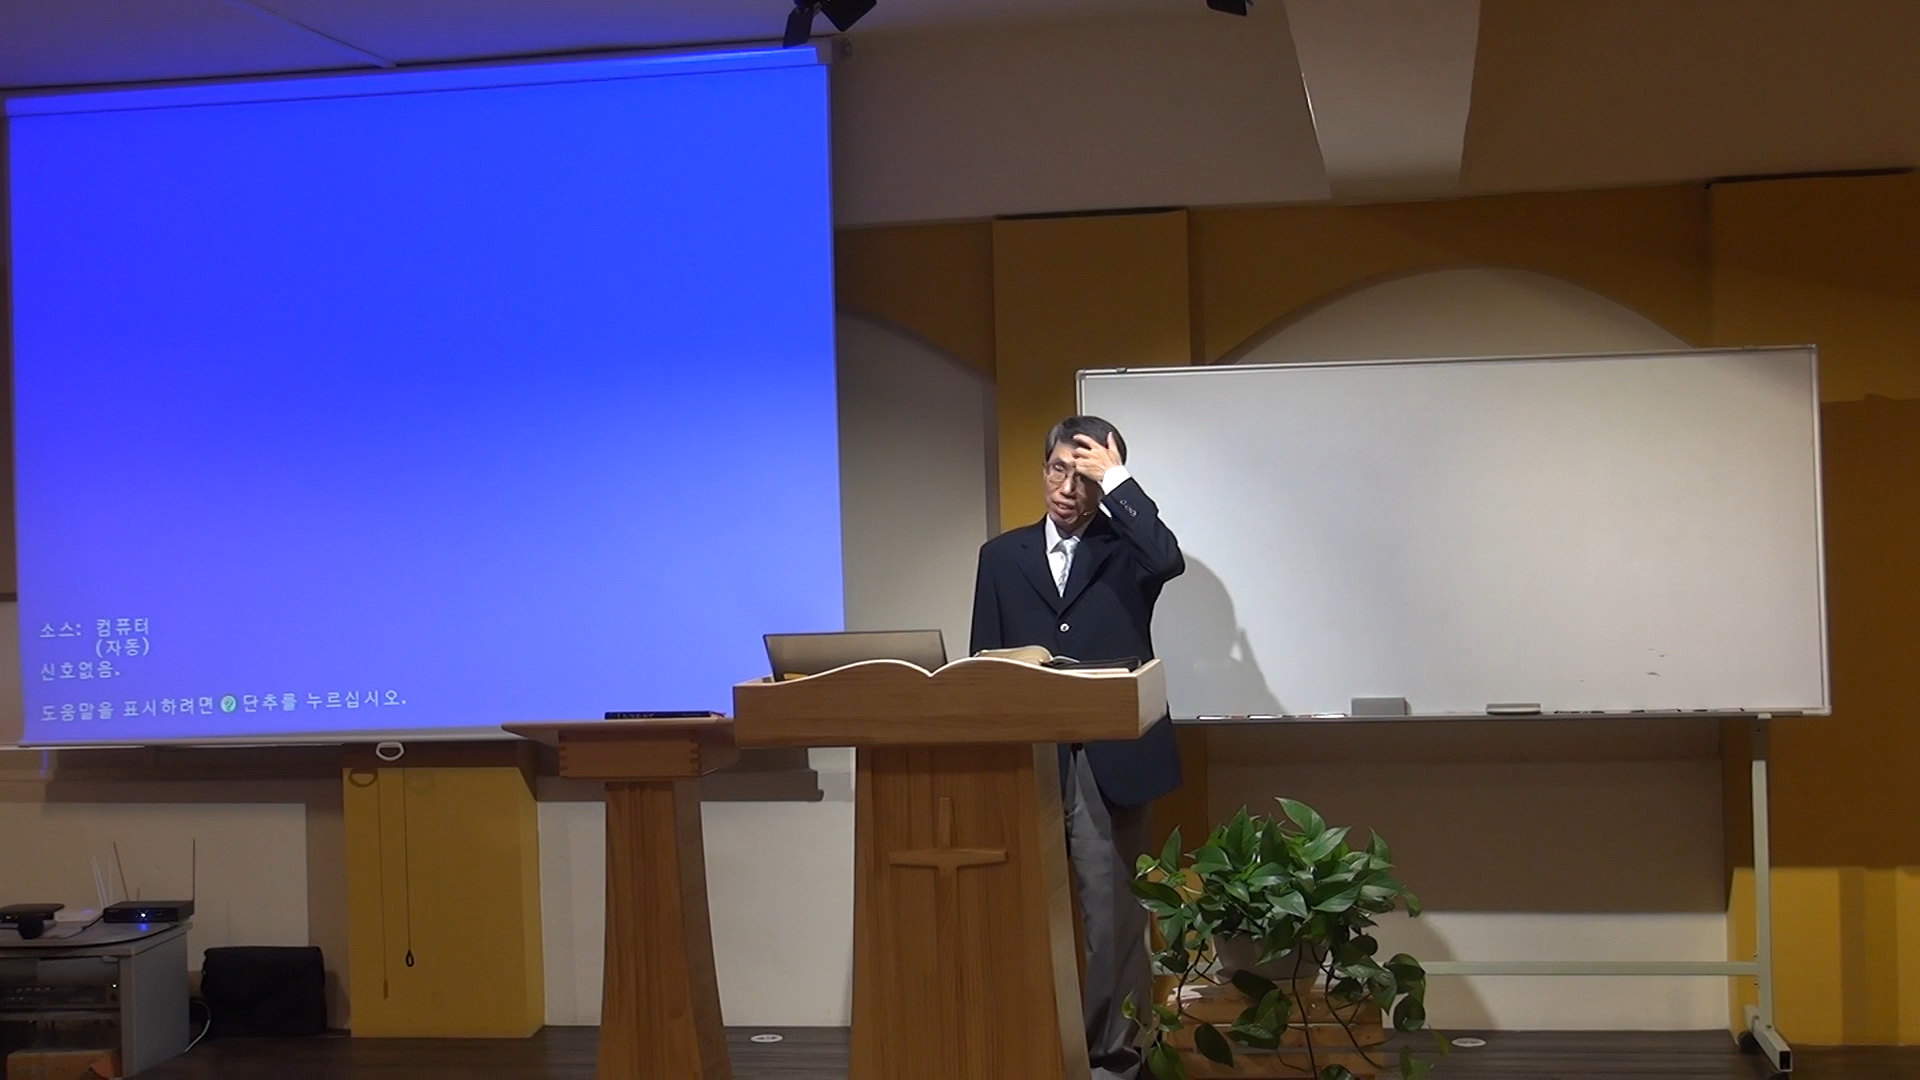 소스: 컴퓨터
(자동)
신호없음.
도움말을 표시하려면 ? 단추를 누르십시오.